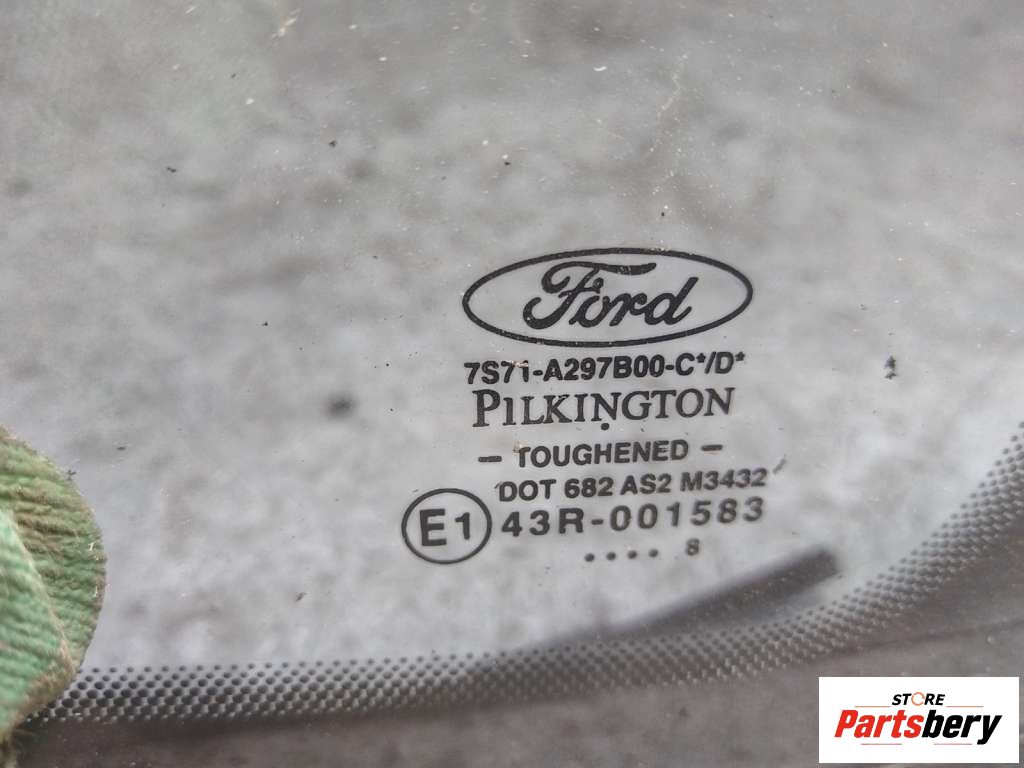 Ford
7S71-A297B00-C*/D*
PILKINGTON
- TOUGHENED -
DOT 682 AS2 M3432
E1 43R-001583
.... 8
STORE
Partsbery